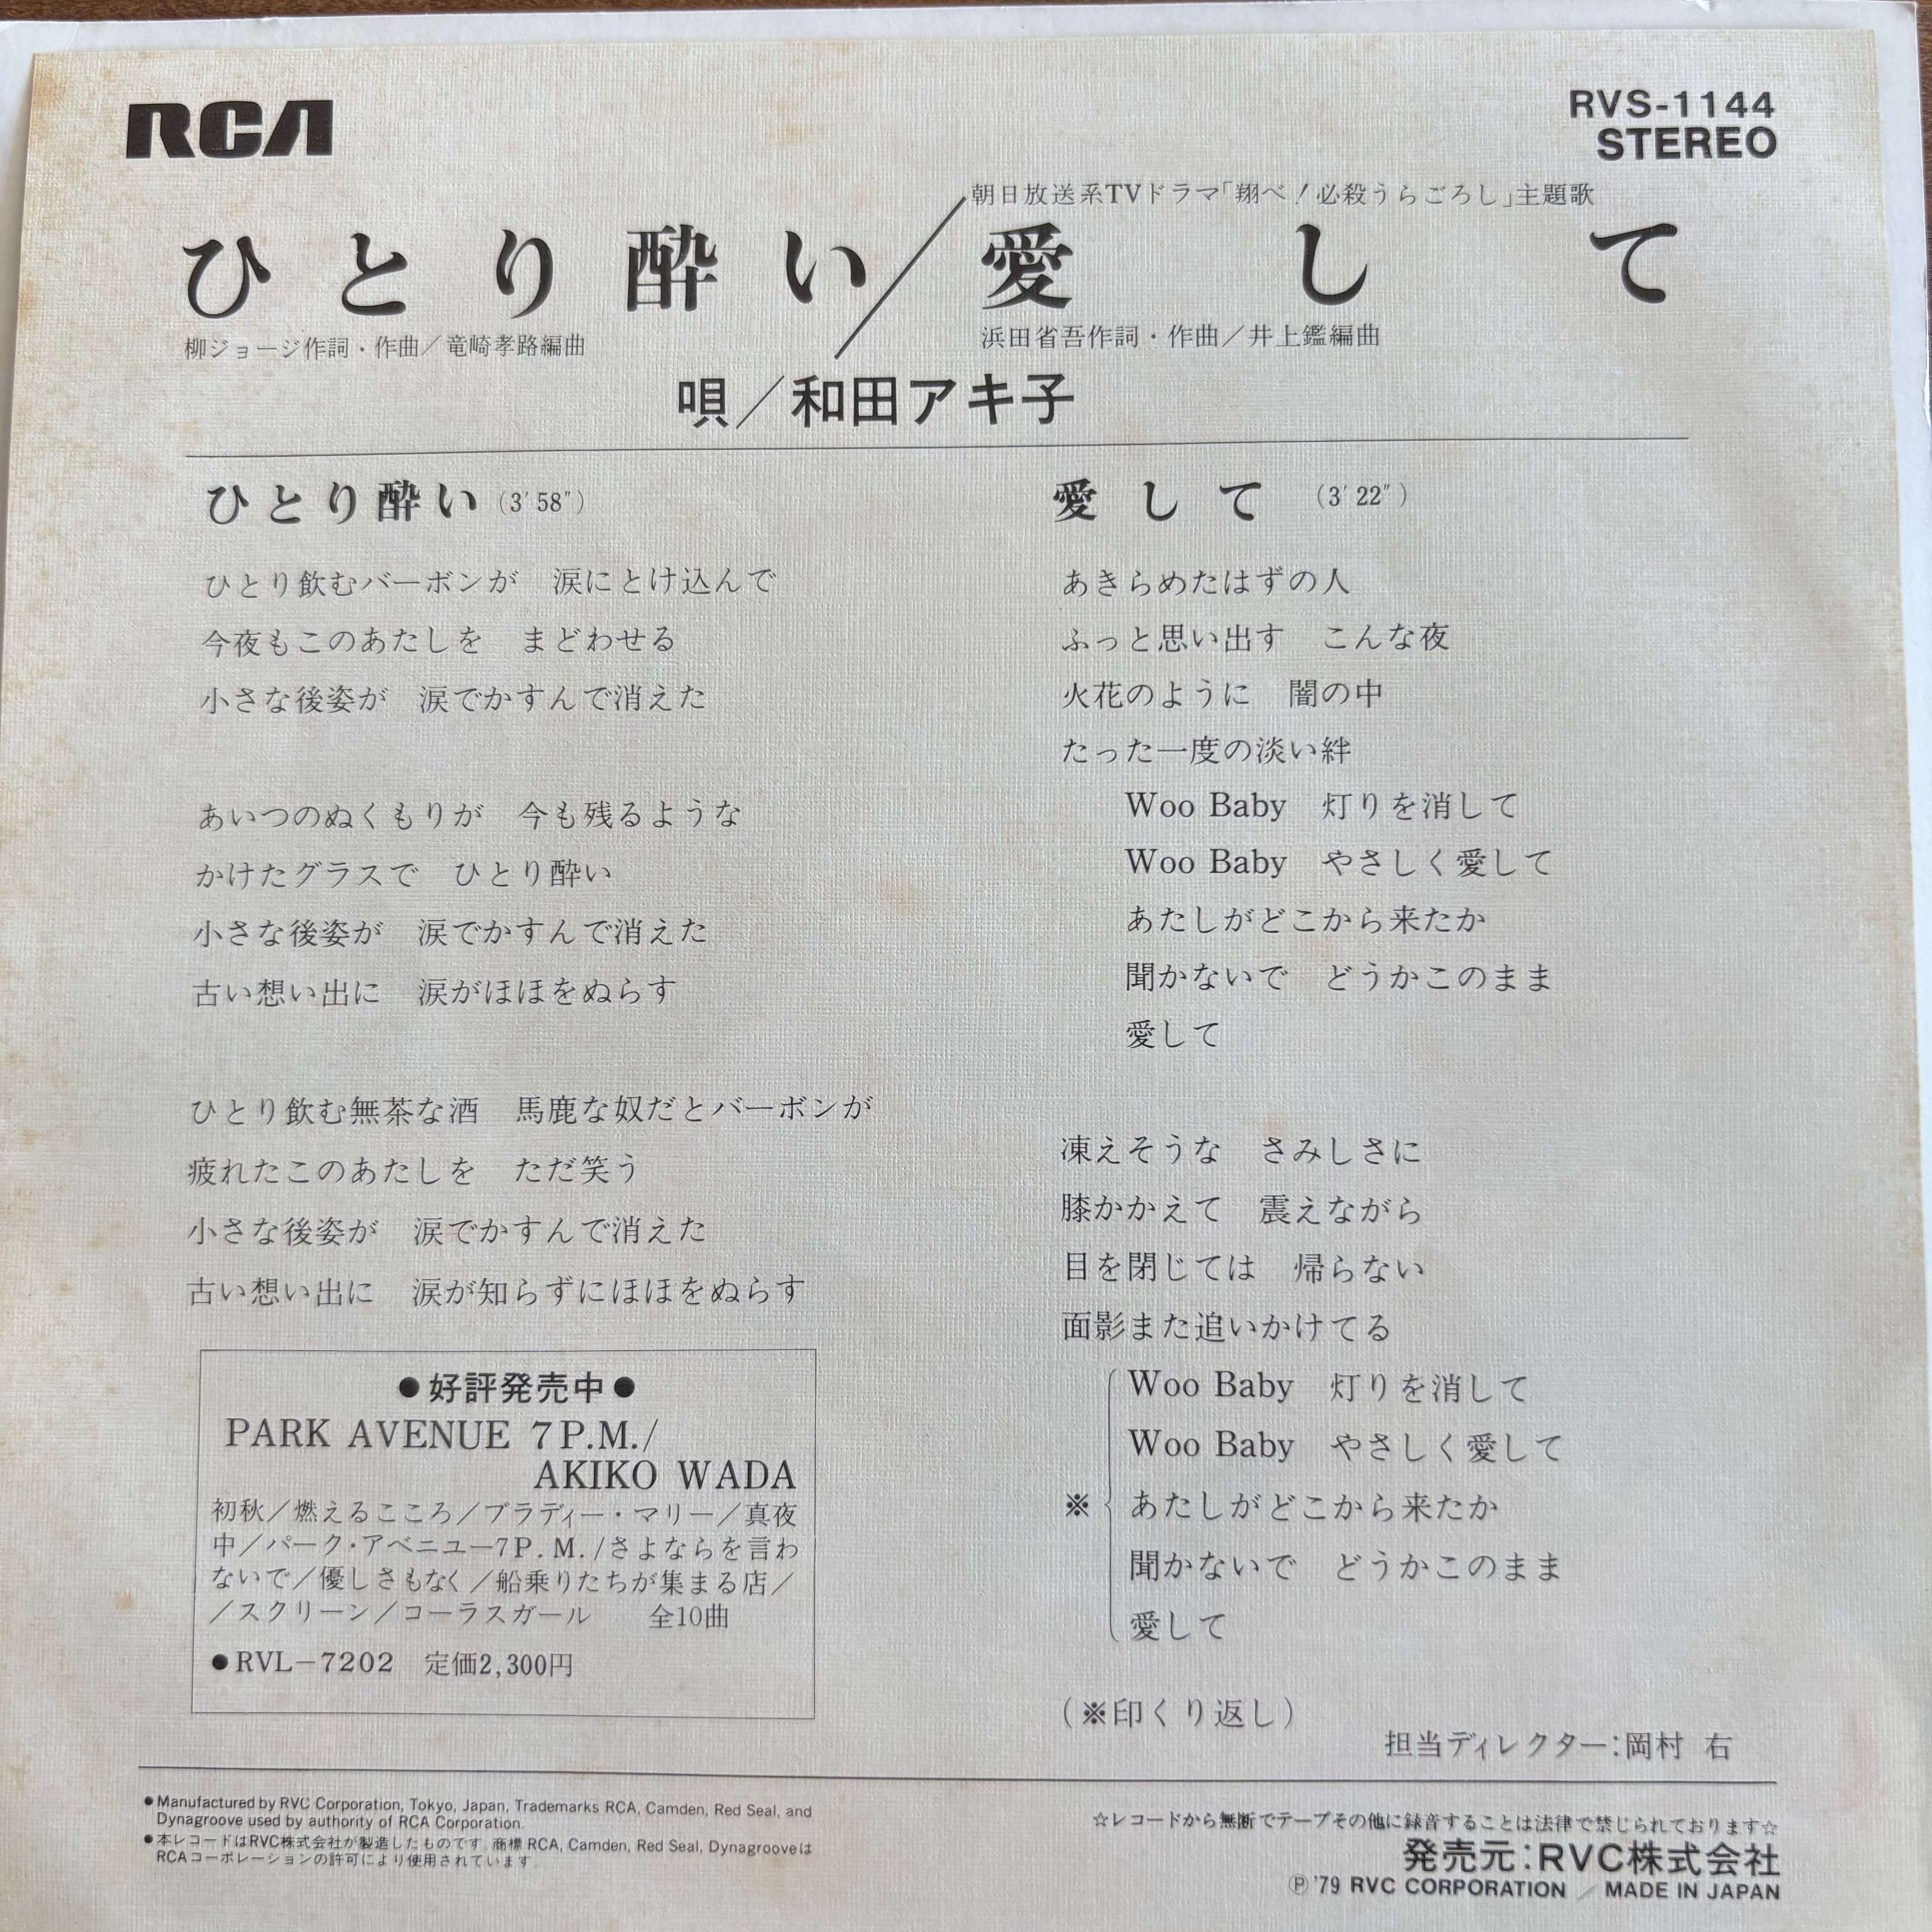 RCA
RVS-1144
STEREO
朝日放送系TVドラマ「翔べ!必殺うらごろし」主題歌
ひとり酔い／愛して
柳ジョージ作詞・作曲／竜崎孝路編曲
浜田省吾作詞・作曲／井上鑑編曲
唄／和田アキ子
ひとり酔い (3′58″)
ひとり飲むバーボンが　涙にとけ込んで
今夜もこのあたしを　まどわせる
小さな後姿が　涙でかすんで消えた
あいつのぬくもりが　今も残るような
かけたグラスで　ひとり酔い
小さな後姿が　涙でかすんで消えた
古い想い出に　涙がほほをぬらす
ひとり飲む無茶な酒　馬鹿な奴だとバーボンが
疲れたこのあたしを　ただ笑う
小さな後姿が　涙でかすんで消えた
古い想い出に　涙が知らずにほほをぬらす
●好評発売中●
PARK AVENUE 7P.M./
AKIKO WADA
初秋／燃えるこころ／ブラディー・マリー／真夜
中／パーク・アベニュー7P.M./さよならを言わ
ないで／優しさもなく／船乗りたちが集まる店／
／スクリーン／コーラスガール　全10曲
●RVL−7202　定価2,300円
愛して (3′22″)
あきらめたはずの人
ふっと思い出す　こんな夜
火花のように　闇の中
たった一度の淡い絆
Woo Baby　灯りを消して
Woo Baby　やさしく愛して
あたしがどこから来たか
聞かないで　どうかこのまま
愛して
凍えそうな　さみしさに
膝かかえて　震えながら
目を閉じては　帰らない
面影また追いかけてる
Woo Baby　灯りを消して
Woo Baby　やさしく愛して
※ あたしがどこから来たか
聞かないで　どうかこのまま
愛して
(※印くり返し)
担当ディレクター:岡村 右
●Manufactured by RVC Corporation, Tokyo, Japan, Trademarks RCA, Camden, Red Seal, and
Dynagroove used by authority of RCA Corporation.
●本レコードはRVC株式会社が製造したものです。商標RCA, Camden, Red Seal, Dynagrooveは
RCAコーポレーションの許可により使用されています。
☆レコードから無断でテープその他に録音することは法律で禁じられております☆
発売元:RVC株式会社
Ⓟ'79 RVC CORPORATION ／ MADE IN JAPAN